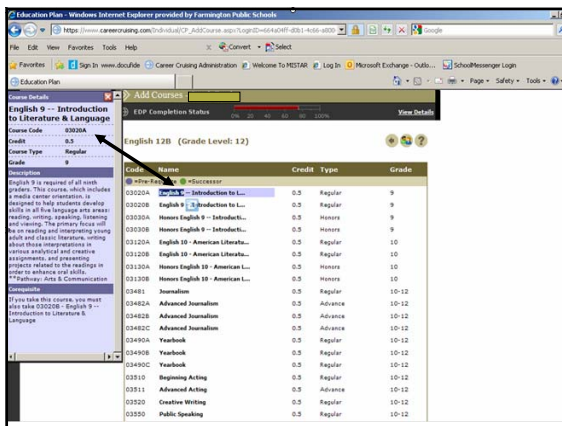 Education Plan - Windows Internet Explorer provided by Farmington Public Schools
https://www.careercruising.com/Individual/CP_AddCourse.aspx?LoginID=664a04ff-d0b1-4c66-a808-
Google
File Edit View Favorites Tools Help
Convert
Select
Favorites
Sign In www.docufide
Career Cruising Administration
Welcome To MISTAR
Log In
Microsoft Exchange - Outlo...
SchoolMessenger Login
Education Plan
Page
Safety
Tools
Course Details
English 9 -- Introduction
to Literature & Language
Course Code 03020A
Credit 0.5
Course Type Regular
Grade 9
Description
English 9 is required of all ninth
graders. This course, which includes
a media center orientation, is
designed to help students develop
skills in all five language arts areas:
reading, writing, speaking, listening
and viewing. The primary focus will
be on reading and interpreting young
adult and classic literature, writing
about those interpretations in
various analytical and creative
assignments, and presenting
projects related to the readings in
order to enhance oral skills.
**Pathway: Arts & Communication
Corequisite
If you take this course, you must
also take 03020B - English 9 --
Introduction to Literature &
Language
Add Courses -
EDP Completion Status
0% 20 40 60 80 100%
View Details
English 12B (Grade Level: 12)
Code Name Credit Type Grade
=Successor
03020A English 9 -- Introduction to L... 0.5 Regular 9
03020B English 9 Introduction to L... 0.5 Regular 9
03030A Honors English 9 -- Introducti... 0.5 Honors 9
03030B Honors English 9 -- Introducti... 0.5 Honors 9
03120A English 10 - American Literatu... 0.5 Regular 10
03120B English 10 - American Literatu... 0.5 Regular 10
03130A Honors English 10 - American L... 0.5 Honors 10
03130B Honors English 10 - American L... 0.5 Honors 10
03481 Journalism 0.5 Regular 10-12
03482A Advanced Journalism 0.5 Advance 10-12
03482B Advanced Journalism 0.5 Advance 10-12
03482C Advanced Journalism 0.5 Advance 10-12
03490A Yearbook 0.5 Regular 10-12
03490B Yearbook 0.5 Regular 10-12
03490C Yearbook 0.5 Regular 10-12
03510 Beginning Acting 0.5 Regular 10-12
03511 Advanced Acting 0.5 Advance 10-12
03520 Creative Writing 0.5 Regular 10-12
03550 Public Speaking 0.5 Regular 10-12